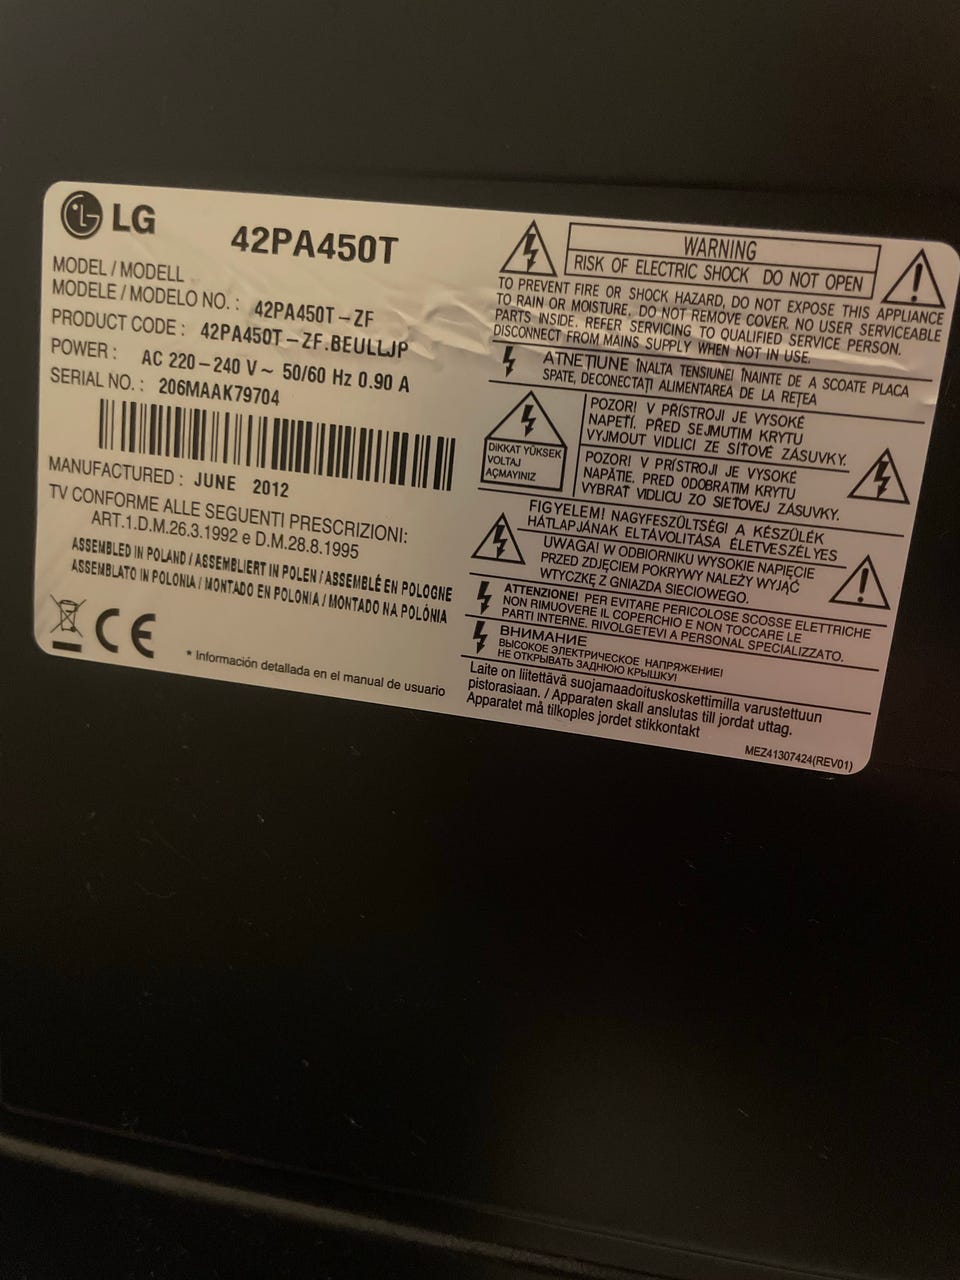 LG
42PA450T
MODEL / MODELL
MODELE / MODELO NO. : 42PA450T-ZF
PRODUCT CODE : 42PA450T-ZF.BEULLJP
POWER : AC 220-240 V~ 50/60 Hz 0.90 A
SERIAL NO. : 206MAAK79704
MANUFACTURED : JUNE 2012
TV CONFORME ALLE SEGUENTI PRESCRIZIONI:
ART.1.D.M.26.3.1992 e D.M.28.8.1995
ASSEMBLED IN POLAND / ASSEMBLIERT IN POLEN / ASSEMBLÉ EN POLOGNE
ASSEMBLATO IN POLONIA / MONTADO EN POLONIA / MONTADO NA POLÓNIA
CE
* Información detallada en el manual de usuario
WARNING
RISK OF ELECTRIC SHOCK DO NOT OPEN
TO PREVENT FIRE OR SHOCK HAZARD, DO NOT EXPOSE THIS APPLIANCE
TO RAIN OR MOISTURE. DO NOT REMOVE COVER. NO USER SERVICEABLE
PARTS INSIDE. REFER SERVICING TO QUALIFIED SERVICE PERSON.
DISCONNECT FROM MAINS SUPPLY WHEN NOT IN USE.
ATNEȚIUNE ÎNALTA TENSIUNE! ÎNAINTE DE A SCOATE PLACA
SPATE, DECONECTAȚI ALIMENTAREA DE LA REȚEA
DIKKAT YÜKSEK
VOLTAJ
AÇMAYINIZ
POZOR! V PŘÍSTROJI JE VYSOKÉ
NAPETÍ. PRED SEJMUTIM KRYTU
VYJMOUT VIDLICI ZE SÍTOVÉ ZÁSUVKY.
POZOR! V PRÍSTROJI JE VYSOKÉ
NAPÄTIE. PRED ODOBRATIM KRYTU
VYBRAŤ VIDLICU ZO SIEŤOVEJ ZÁSUVKY.
FIGYELEM! NAGYFESZÜLTSÉG! A KÉSZÜLÉK
HÁTLAPJÁNAK ELTÁVOLITÁSA ÉLETVESZÉLYES
UWAGA! W ODBIORNIKU WYSOKIE NAPIĘCIE
PRZED ZDJĘCIEM POKRYWY NALEŻY WYJĄĆ
WTYCZKĘ Z GNIAZDA SIECIOWEGO.
ATTENZIONE! PER EVITARE PERICOLOSE SCOSSE ELETTRICHE
NON RIMUOVERE IL COPERCHIO E NON TOCCARE LE
PARTI INTERNE. RIVOLGETEVI A PERSONAL SPECIALIZZATO.
ВНИМАНИЕ
ВЫСОКОЕ ЭЛЕКТРИЧЕСКОЕ НАПРЯЖЕНИЕ!
НЕ ОТКРЫВАТЬ ЗАДНЮЮ КРЫШКУ!
Laite on liitettävä suojamaadoituskoskettimilla varustettuun
pistorasiaan. / Apparaten skall anslutas till jordat uttag.
Apparatet må tilkoples jordet stikkontakt
MEZ41307424(REV01)